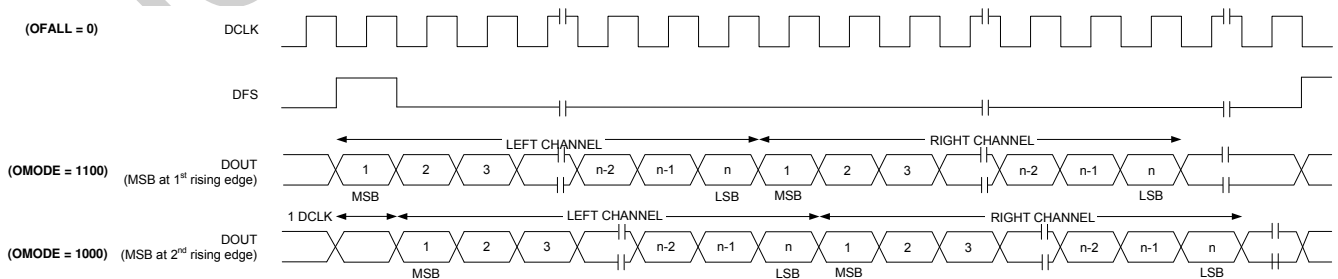 (OFALL = 0) DCLK
DFS
LEFT CHANNEL RIGHT CHANNEL
(OMODE = 1100) DOUT 1 2 3 n-2 n-1 n 1 2 3 n-2 n-1 n
(MSB at 1st rising edge)
MSB LSB MSB LSB
1 DCLK LEFT CHANNEL RIGHT CHANNEL
DOUT 1 2 3 n-2 n-1 n 1 2 3 n-2 n-1 n
(OMODE = 1000) (MSB at 2nd rising edge)
MSB LSB MSB LSB